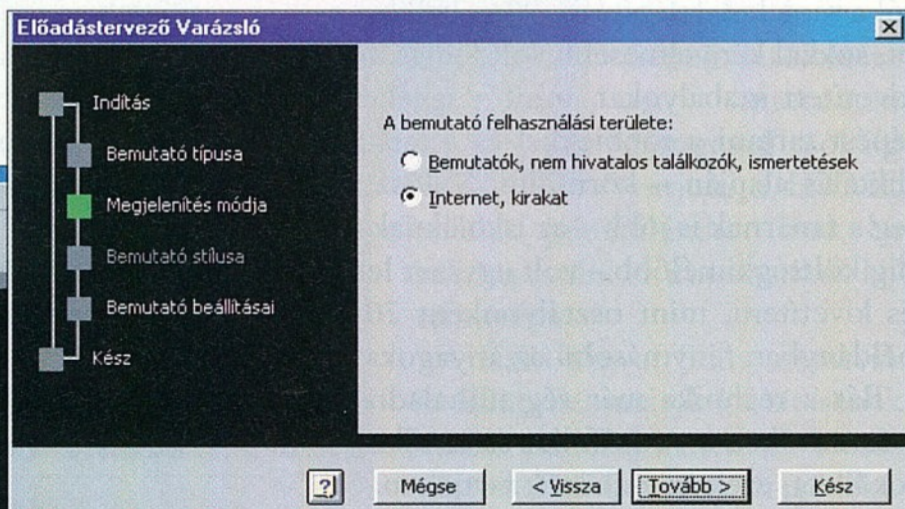 Előadástervező Varázsló
Indítás
Bemutató típusa
Megjelenítés módja
Bemutató stílusa
Bemutató beállításai
Kész
A bemutató felhasználási területe:
Bemutatók, nem hivatalos találkozók, ismertetések
Internet, kirakat
Mégse
< Vissza
Tovább >
Kész